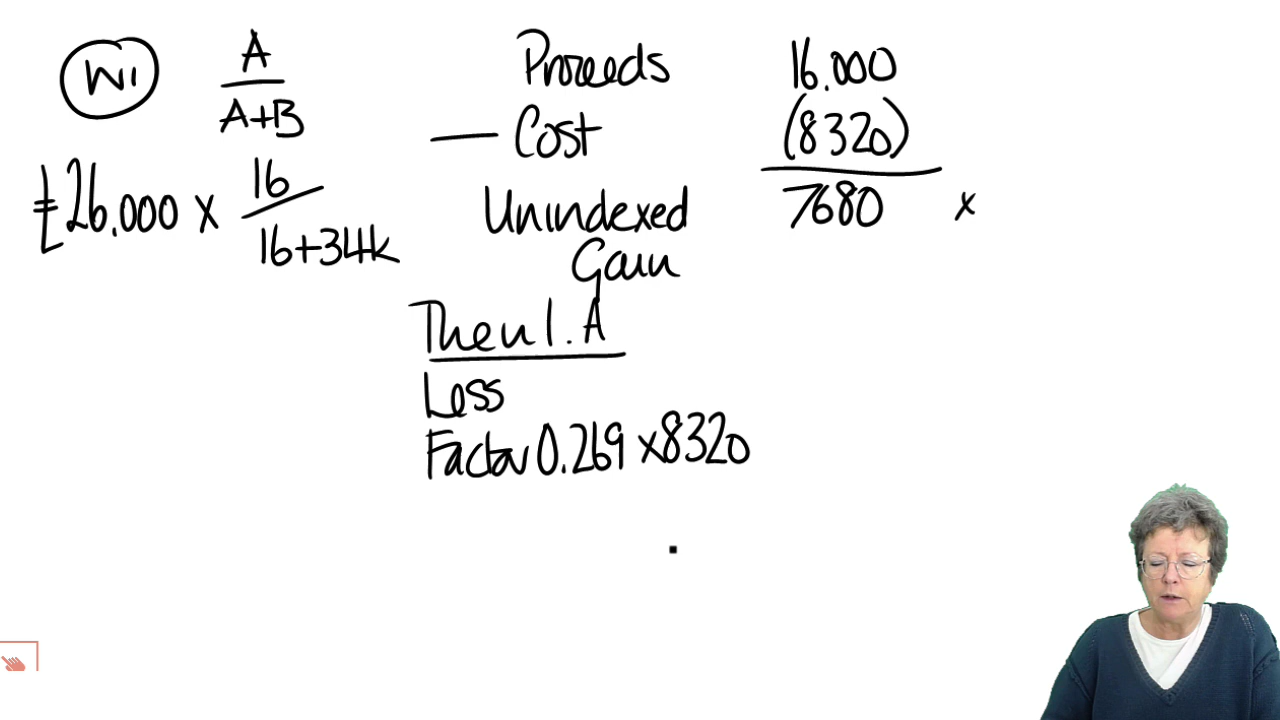 W1
A
A+B
£26.000 x 16
16+34k
Proceeds 16.000
— Cost (8320)
Unindexed 7680 x
Gain
Then I.A
Less
Factor 0.269 x 8320